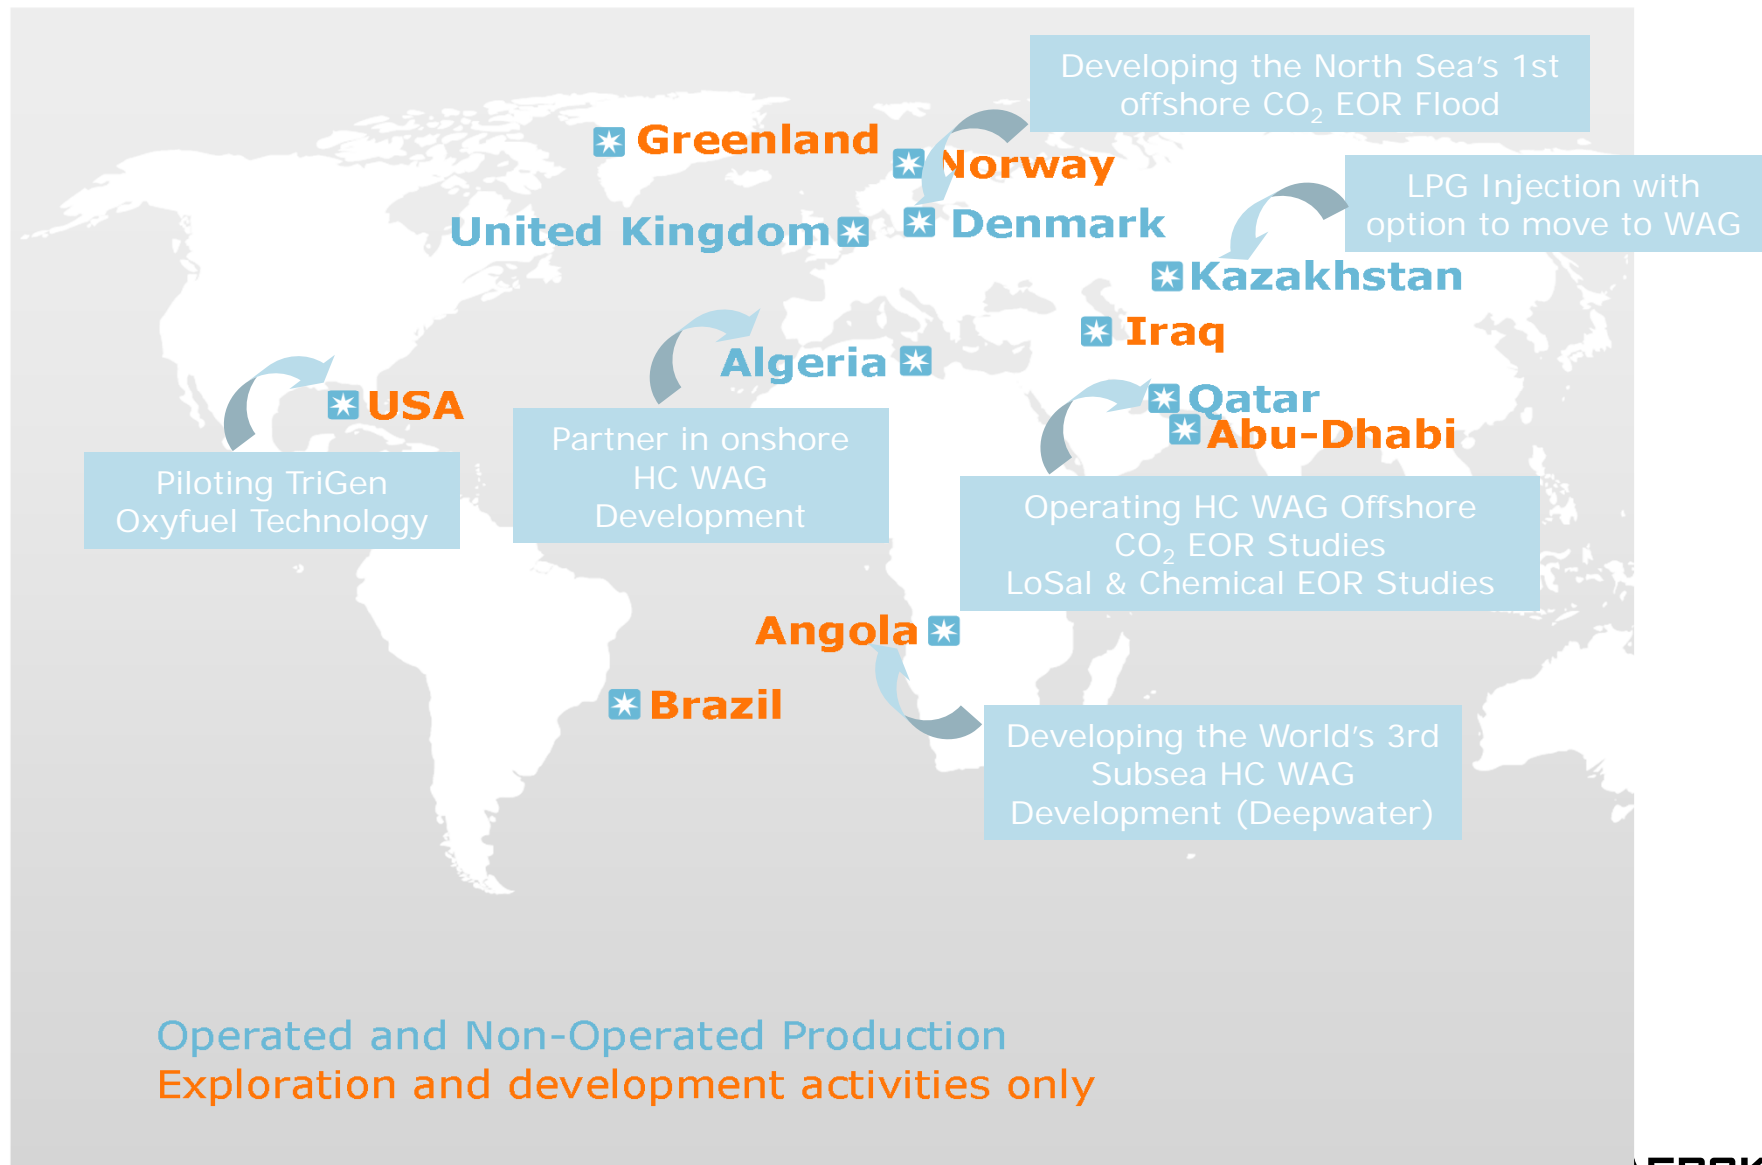 Developing the North Sea's 1st
offshore CO₂ EOR Flood
Greenland
Norway
LPG Injection with
option to move to WAG
United Kingdom
Denmark
Kazakhstan
Iraq
Algeria
USA
Qatar
Abu-Dhabi
Partner in onshore
HC WAG
Development
Piloting TriGen
Oxyfuel Technology
Operating HC WAG Offshore
CO₂ EOR Studies
LoSal & Chemical EOR Studies
Angola
Brazil
Developing the World's 3rd
Subsea HC WAG
Development (Deepwater)
Operated and Non-Operated Production
Exploration and development activities only